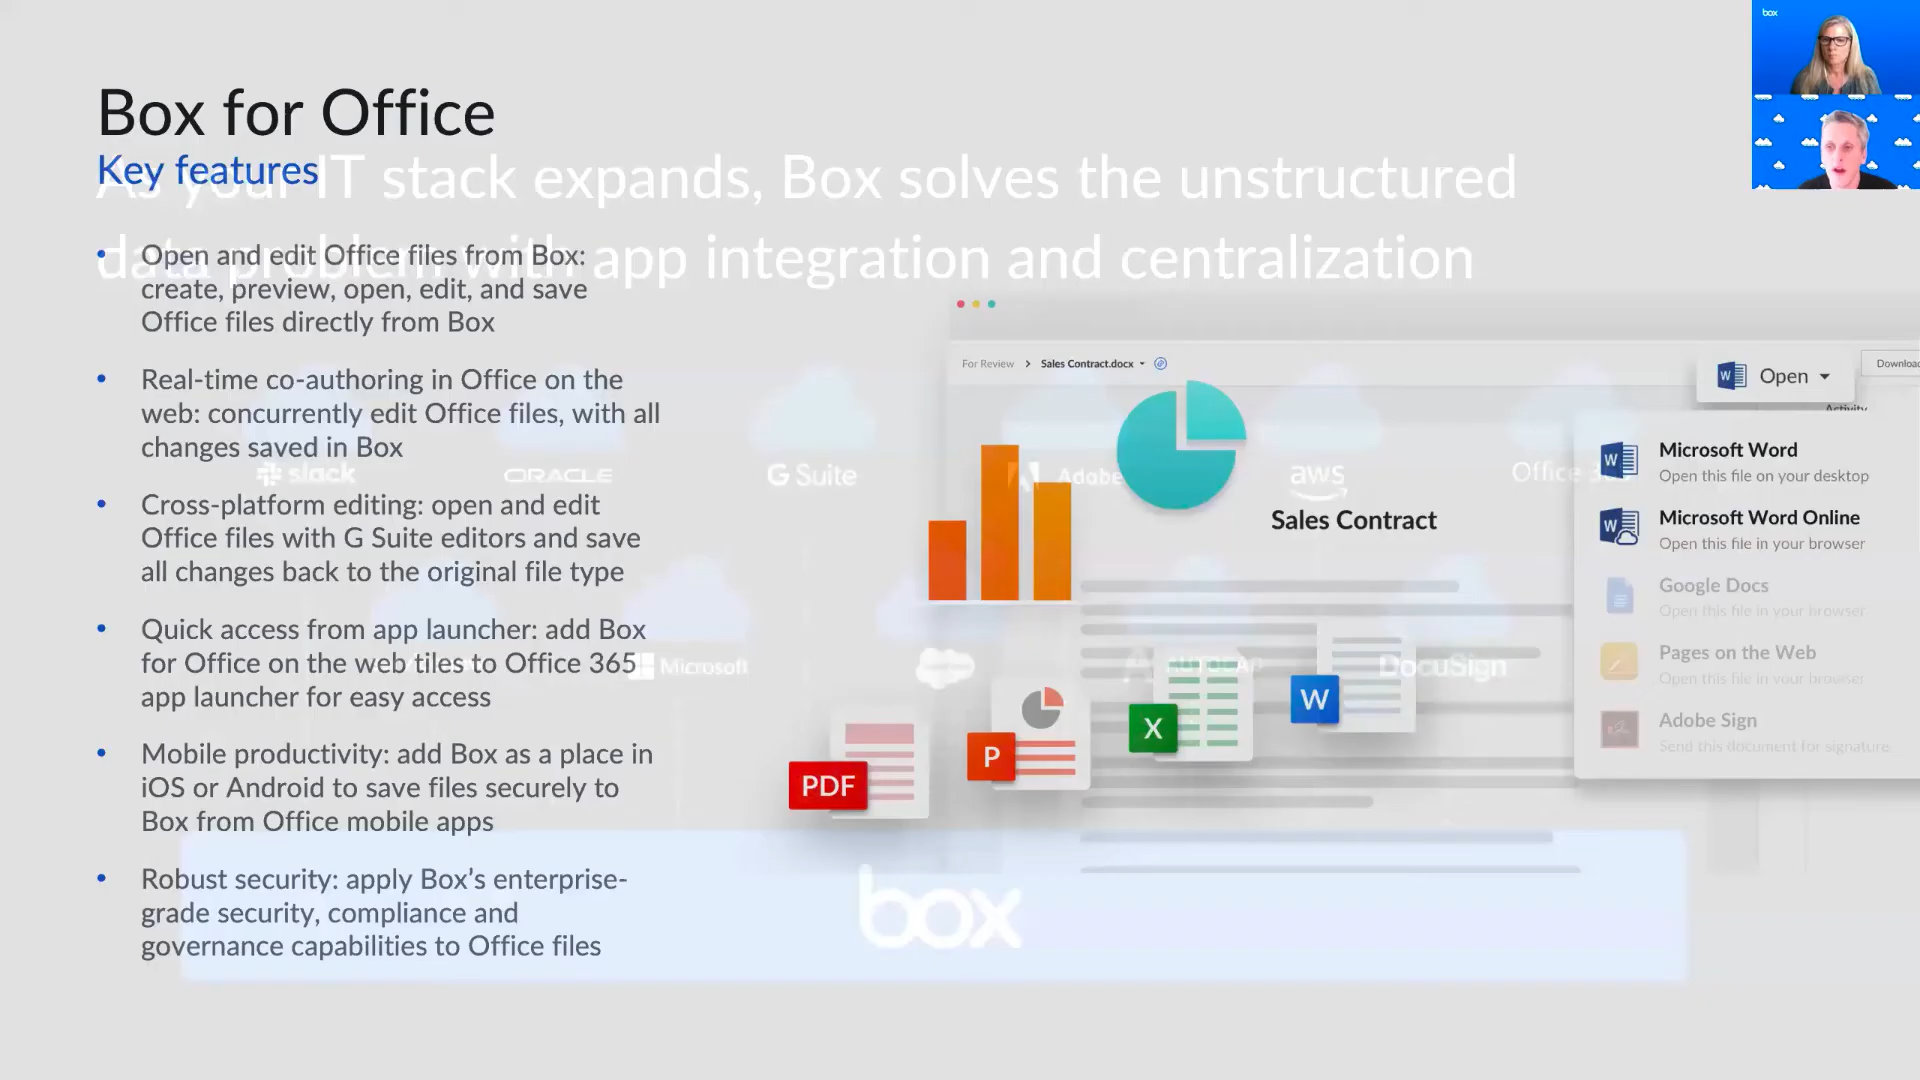 box
Box for Office
Key features
As your IT stack expands, Box solves the unstructured
data problem with app integration and centralization
Open and edit Office files from Box:
create, preview, open, edit, and save
Office files directly from Box
Real-time co-authoring in Office on the
web: concurrently edit Office files, with all
changes saved in Box
Cross-platform editing: open and edit
Office files with G Suite editors and save
all changes back to the original file type
Quick access from app launcher: add Box
for Office on the web tiles to Office 365
app launcher for easy access
Mobile productivity: add Box as a place in
iOS or Android to save files securely to
Box from Office mobile apps
Robust security: apply Box's enterprise-
grade security, compliance and
governance capabilities to Office files
For Review > Sales Contract.docx
Open
Download
Activity
Sales Contract
Microsoft Word
Open this file on your desktop
Microsoft Word Online
Open this file in your browser
Google Docs
Open this file in your browser
Pages on the Web
Open this file in your browser
Adobe Sign
Send this document for signature
slack
ORACLE
G Suite
Adobe
aws
Office 365
Microsoft
DocuSign
PDF
P
X
W
box